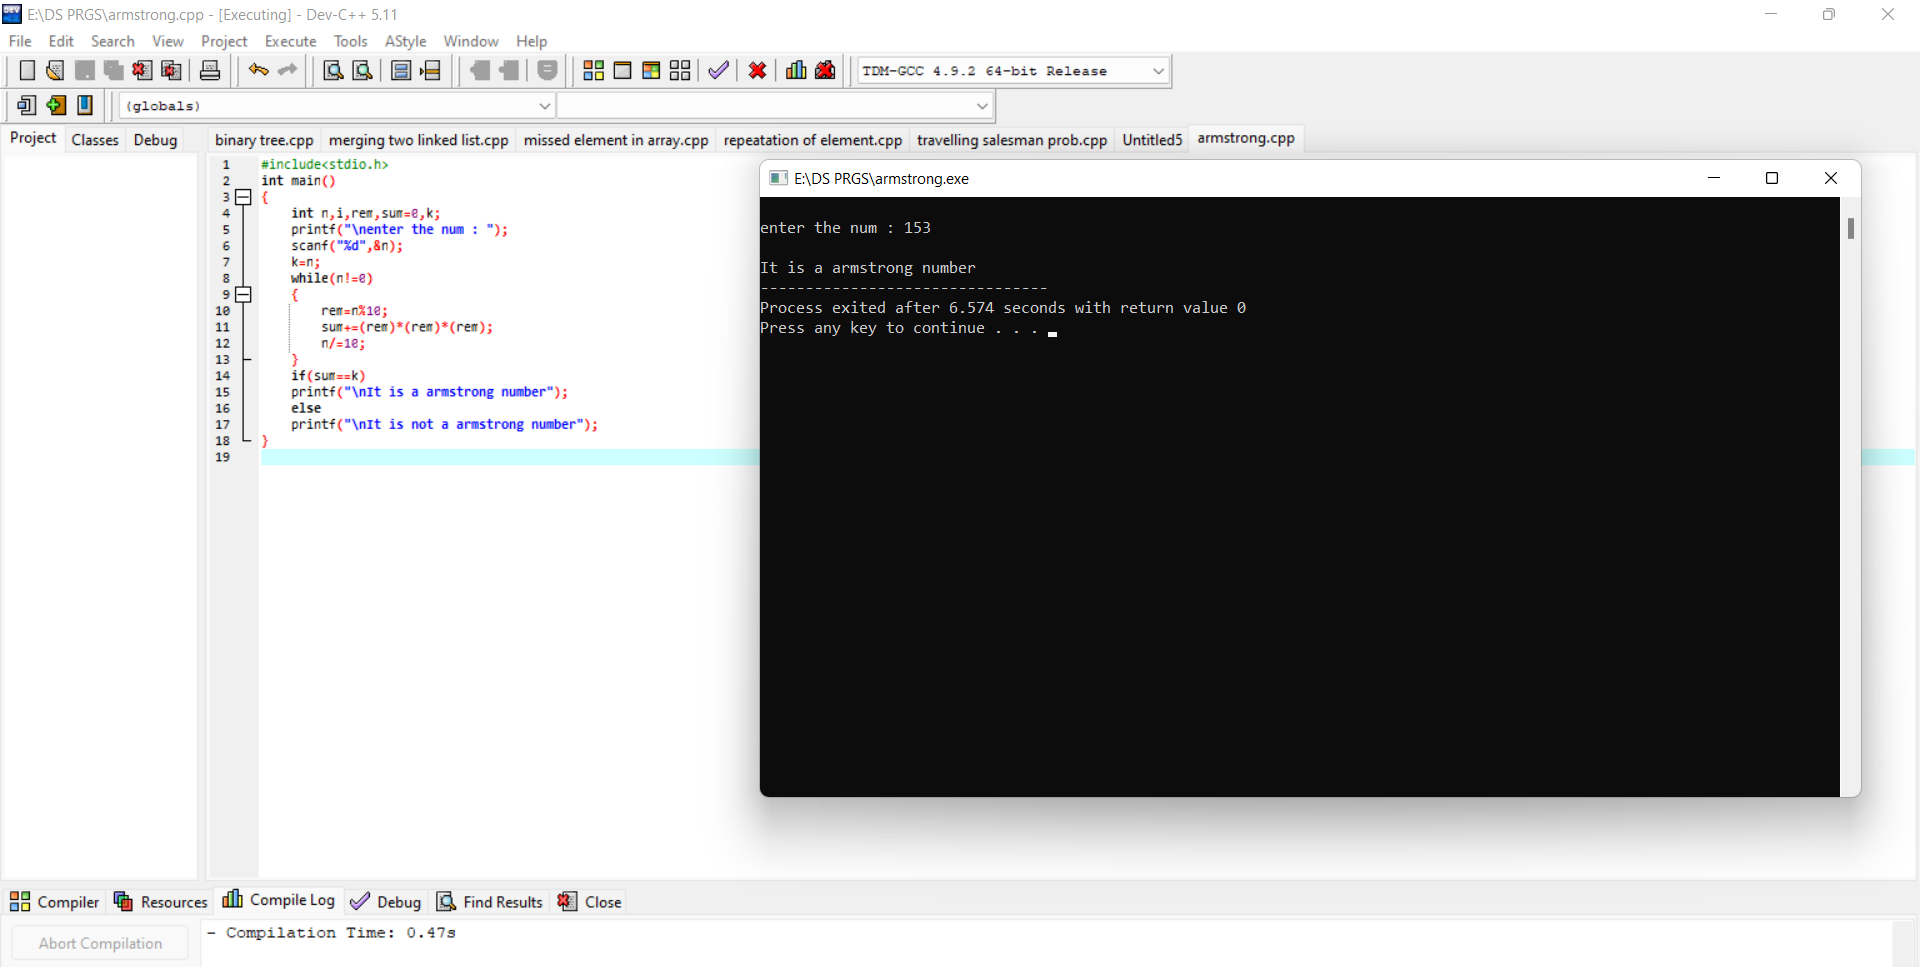 E:\DS PRGS\armstrong.cpp - [Executing] - Dev-C++ 5.11
File Edit Search View Project Execute Tools AStyle Window Help
TDM-GCC 4.9.2 64-bit Release
(globals)
Project Classes Debug
binary tree.cpp merging two linked list.cpp missed element in array.cpp repeatation of element.cpp travelling salesman prob.cpp Untitled5 armstrong.cpp
1 #include<stdio.h>
2 int main()
3 {
4 int n,i,rem,sum=0,k;
5 printf("\nenter the num : ");
6 scanf("%d",&n);
7 k=n;
8 while(n!=0)
9 {
10 rem=n%10;
11 sum+=(rem)*(rem)*(rem);
12 n/=10;
13 }
14 if(sum==k)
15 printf("\nIt is a armstrong number");
16 else
17 printf("\nIt is not a armstrong number");
18 }
19
E:\DS PRGS\armstrong.exe
enter the num : 153
It is a armstrong number
--------------------------------
Process exited after 6.574 seconds with return value 0
Press any key to continue . . .
Compiler Resources Compile Log Debug Find Results Close
Abort Compilation
- Compilation Time: 0.47s